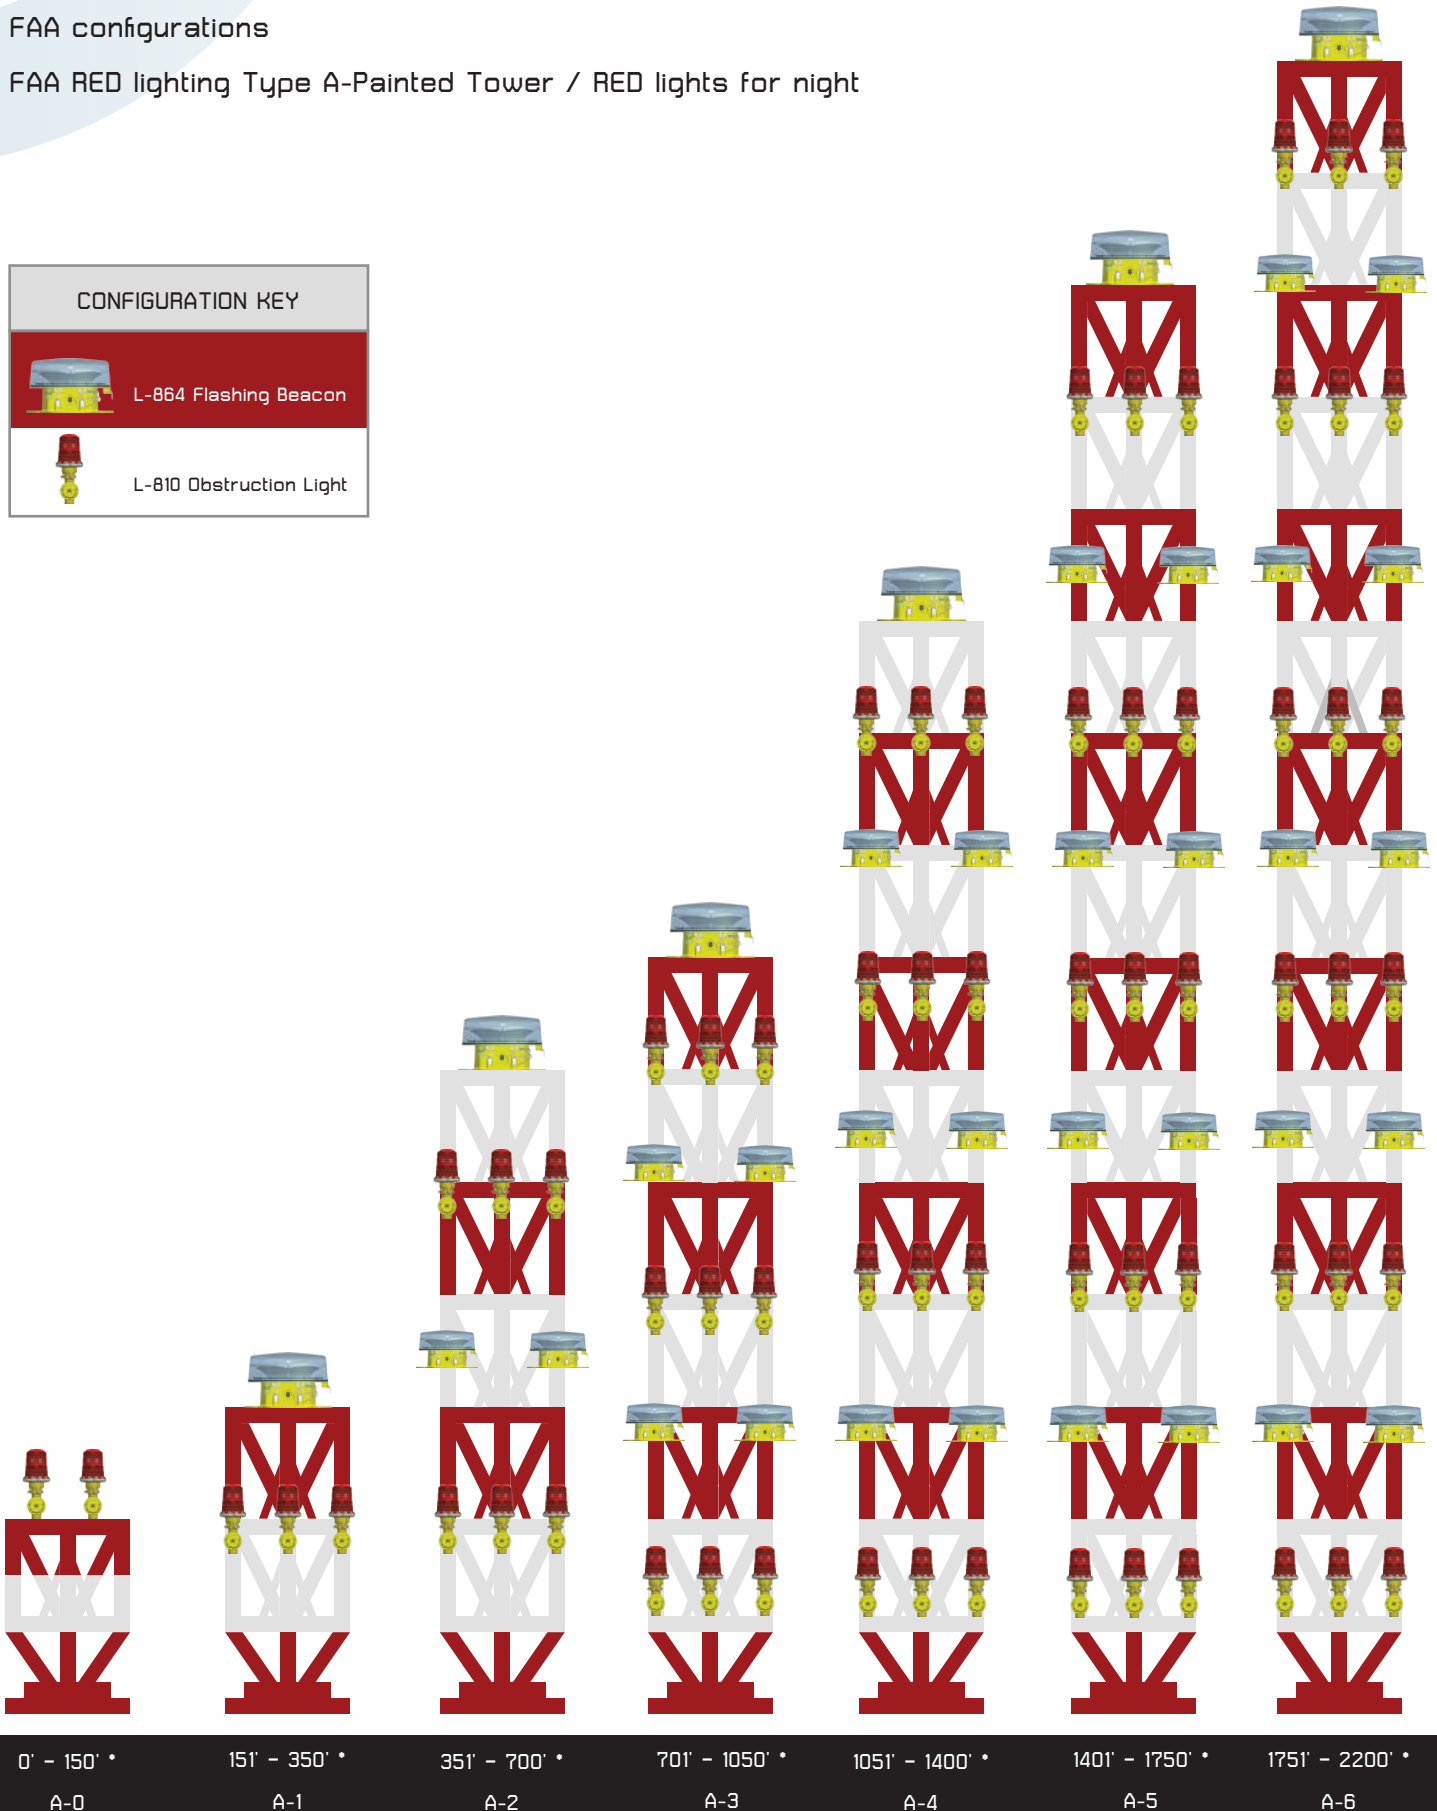 FAA configurations
FAA RED lighting Type A-Painted Tower / RED lights for night
CONFIGURATION KEY
L-864 Flashing Beacon
L-810 Obstruction Light
0' - 150' * 151' - 350' * 351' - 700' * 701' - 1050' * 1051' - 1400' * 1401' - 1750' * 1751' - 2200' *
A-0 A-1 A-2 A-3 A-4 A-5 A-6